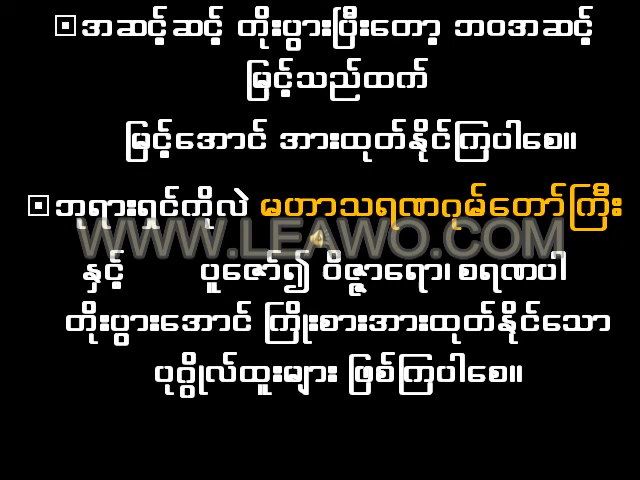 အဆင့်ဆင့် တိုးပွားပြီးတော့ ဘဝအဆင့်
မြင့်သည်ထက်
မြင့်အောင် အားထုတ်နိုင်ကြပါစေ။
ဘုရားရှင်ကိုလဲ မဟာသရဏဂုမ်တော်ကြီး
WWW.LEAWO.COM
နှင့် ပူဇော်၍ ဝိဇ္ဇာရော၊ စရဏပါ
တိုးပွားအောင် ကြိုးစားအားထုတ်နိုင်သော
ပုဂ္ဂိုလ်ထူးများ ဖြစ်ကြပါစေ။